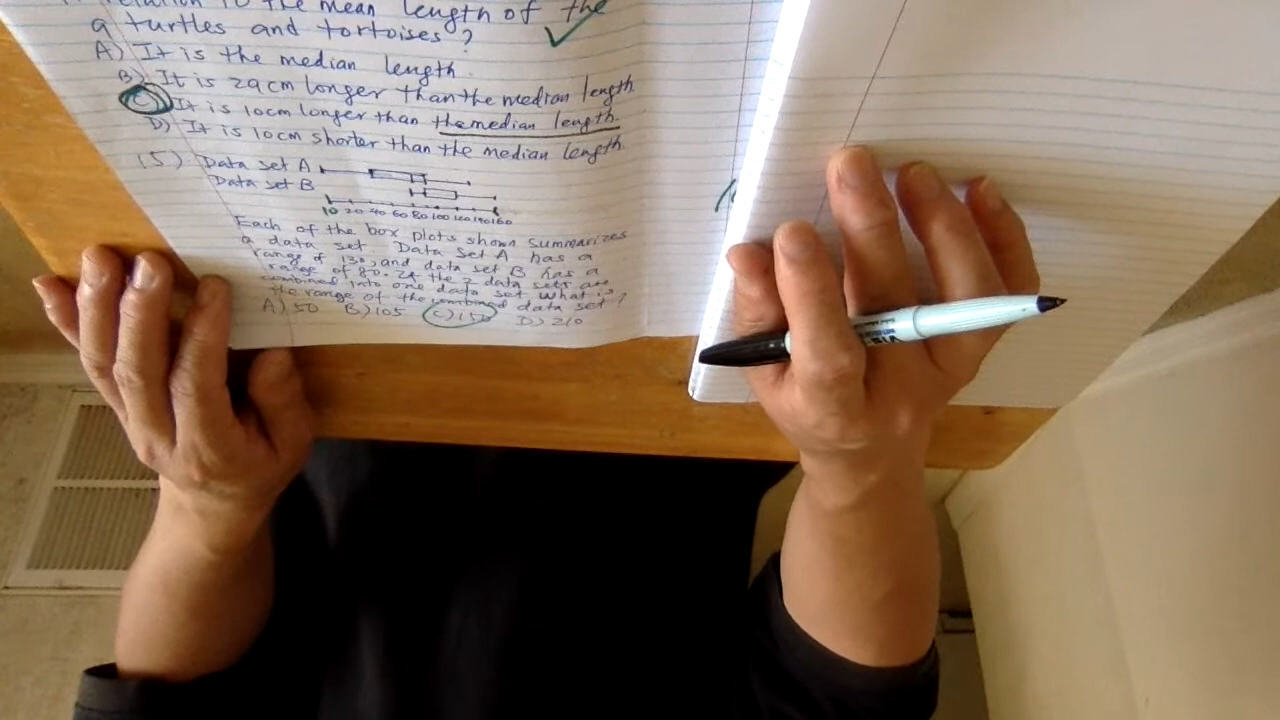 relation to the mean length of the
a turtles and tortoises?
A) It is the median length.
B) It is 29cm longer than the median length
C) It is 10cm longer than the median length.
D) It is 10cm shorter than the median length.
(5) Data set A
Data set B
10 20 40 60 80 100 120 140 160
Each of the box plots shown summarizes
a data set. Data set A has a
range of 130, and data set B has a
range of 80. If the 2 data sets are
combined into one data set what is
the range of the combined data set?
A) 50 B) 105 C) 150 D) 210